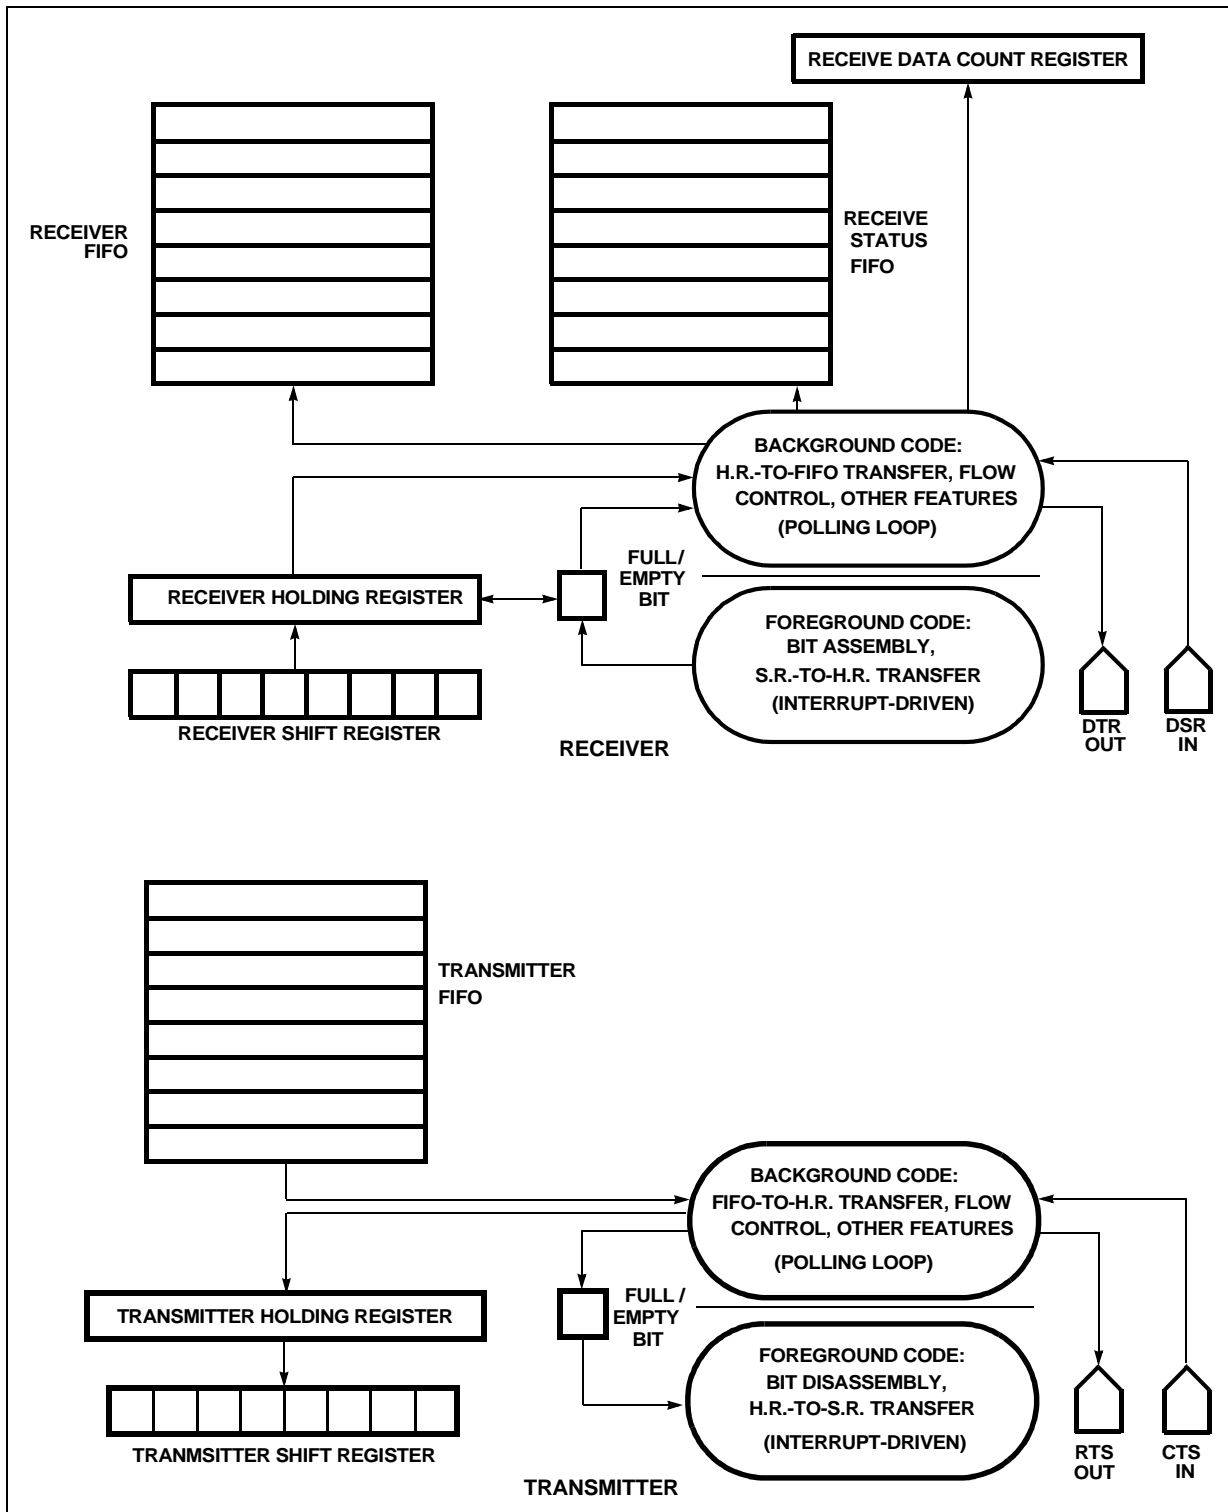 RECEIVE DATA COUNT REGISTER
RECEIVER
FIFO
RECEIVE
STATUS
FIFO
BACKGROUND CODE:
H.R.-TO-FIFO TRANSFER, FLOW
CONTROL, OTHER FEATURES
(POLLING LOOP)
FULL/
EMPTY
BIT
RECEIVER HOLDING REGISTER
FOREGROUND CODE:
BIT ASSEMBLY,
S.R.-TO-H.R. TRANSFER
(INTERRUPT-DRIVEN)
RECEIVER SHIFT REGISTER
DTR
OUT
DSR
IN
RECEIVER
TRANSMITTER
FIFO
BACKGROUND CODE:
FIFO-TO-H.R. TRANSFER, FLOW
CONTROL, OTHER FEATURES
(POLLING LOOP)
FULL /
EMPTY
BIT
TRANSMITTER HOLDING REGISTER
FOREGROUND CODE:
BIT DISASSEMBLY,
H.R.-TO-S.R. TRANSFER
(INTERRUPT-DRIVEN)
TRANMSITTER SHIFT REGISTER
RTS
OUT
CTS
IN
TRANSMITTER